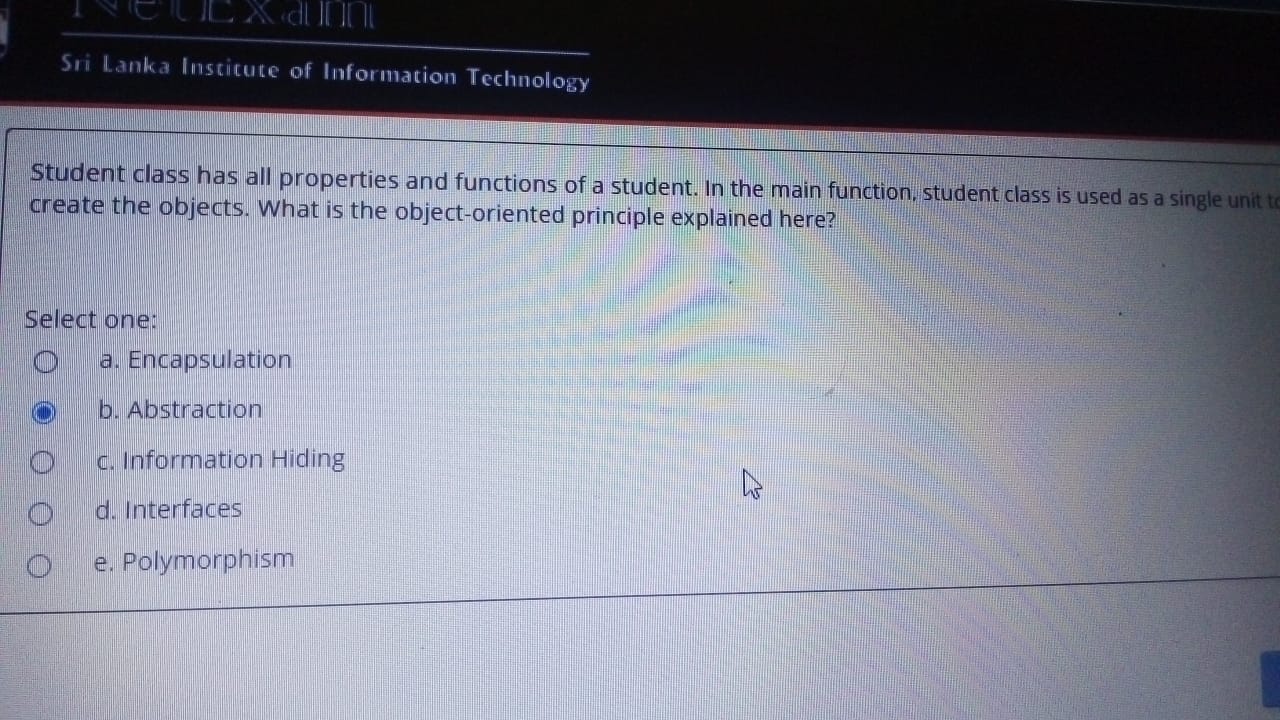 NetExam
Sri Lanka Institute of Information Technology
Student class has all properties and functions of a student. In the main function, student class is used as a single unit to
create the objects. What is the object-oriented principle explained here?
Select one:
a. Encapsulation
b. Abstraction
c. Information Hiding
d. Interfaces
e. Polymorphism